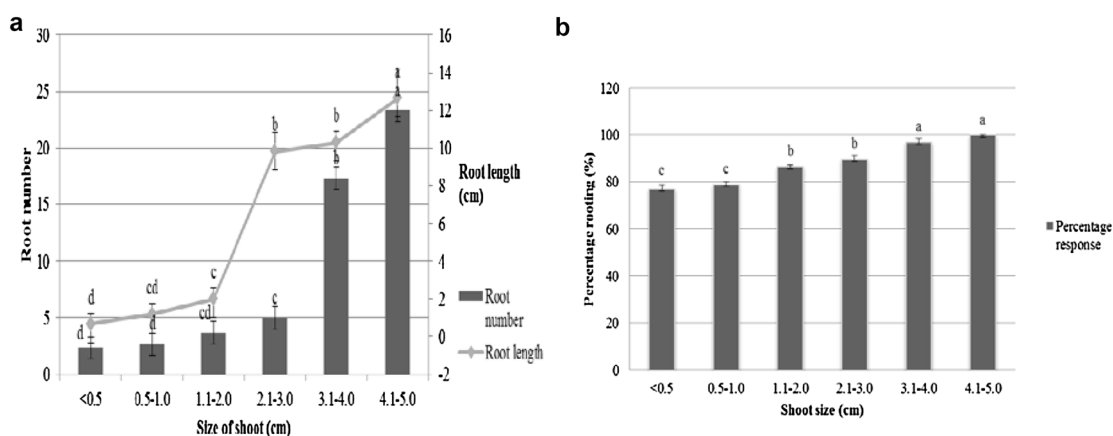 a
30
25
20
15
10
5
0
Root number
16
14
12
10
8
6
4
2
0
-2
Root length
(cm)
d
cd
c
b
b
a
d
d
cd
c
b
a
Root
number
Root length
<0.5
0.5-1.0
1.1-2.0
2.1-3.0
3.1-4.0
4.1-5.0
Size of shoot (cm)
b
120
100
80
60
40
20
0
Percentage rooting (%)
c
c
b
b
a
a
Percentage
response
<0.5
0.5-1.0
1.1-2.0
2.1-3.0
3.1-4.0
4.1-5.0
Shoot size (cm)